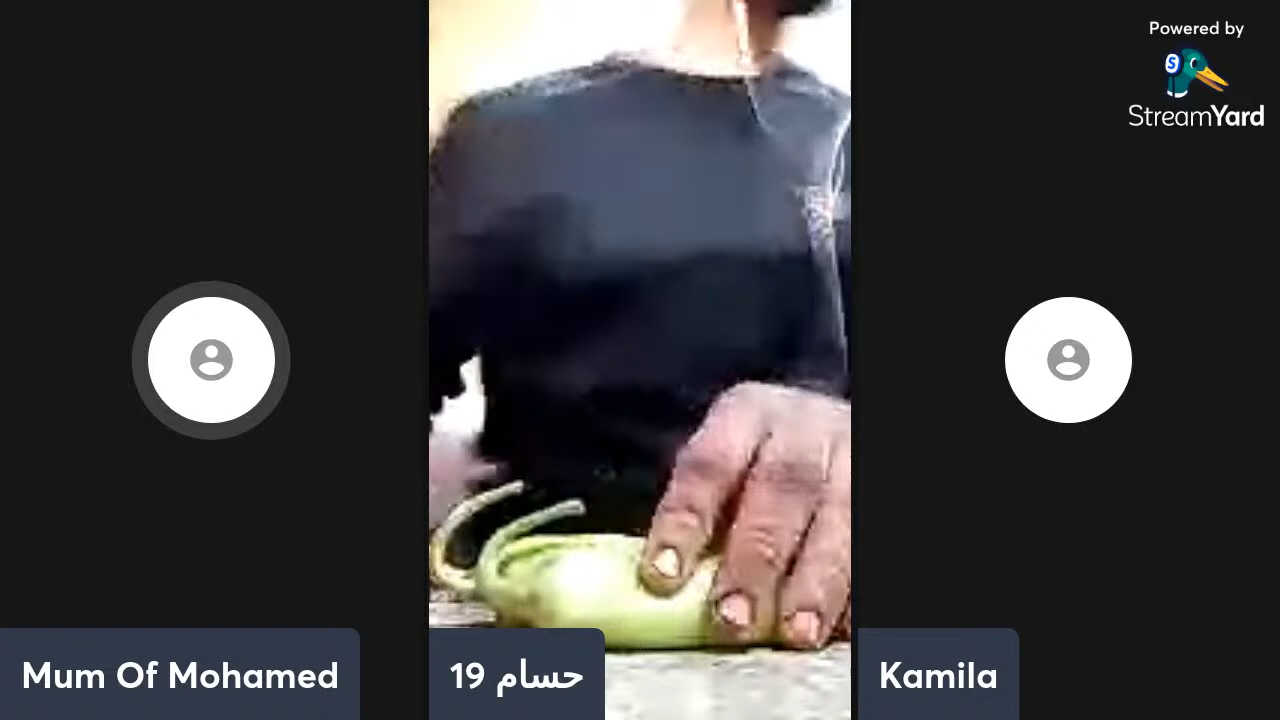 Powered by
StreamYard
Mum Of Mohamed
حسام 19
Kamila